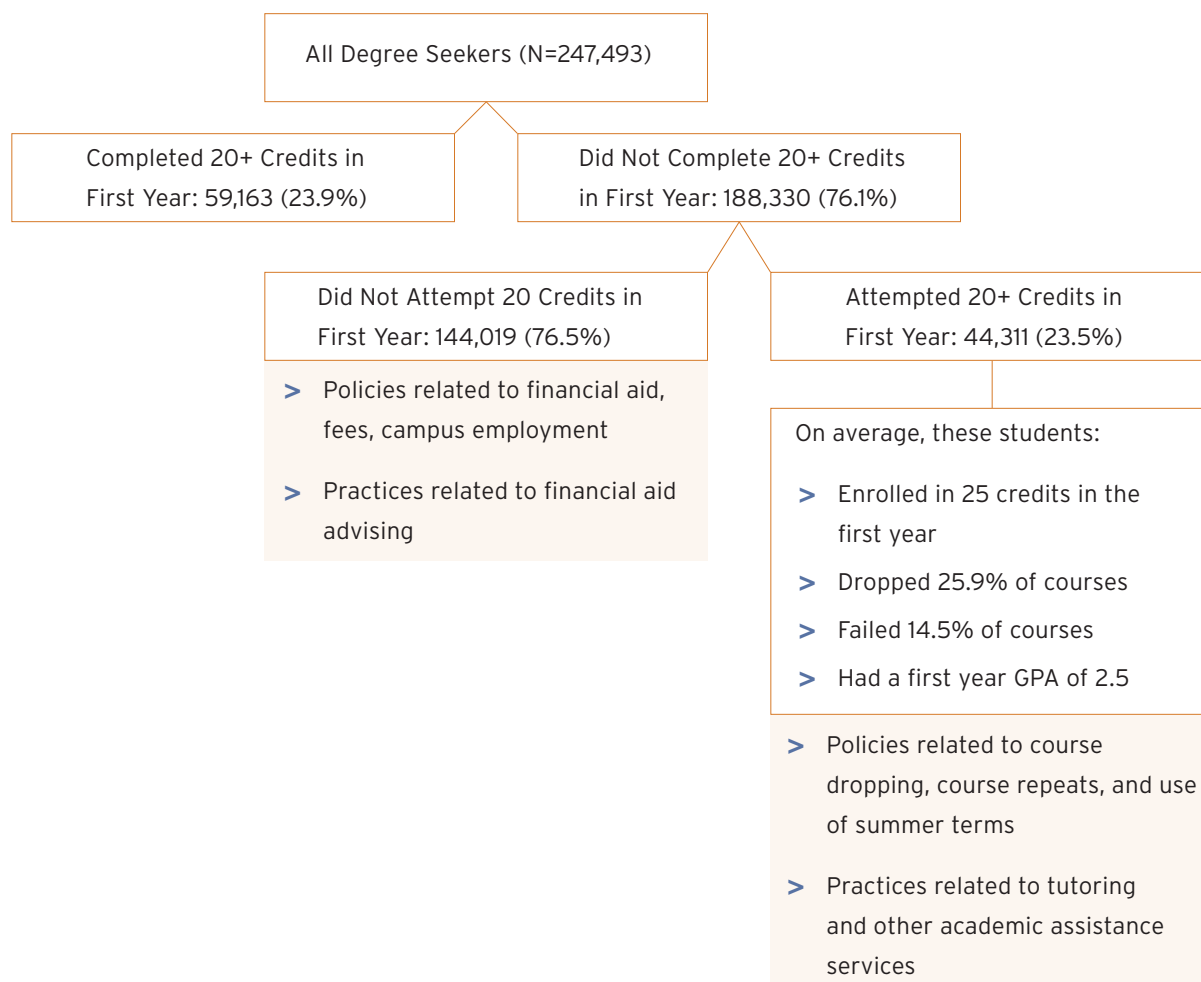 All Degree Seekers (N=247,493)
Completed 20+ Credits in
First Year: 59,163 (23.9%)
Did Not Complete 20+ Credits
in First Year: 188,330 (76.1%)
Did Not Attempt 20 Credits in
First Year: 144,019 (76.5%)
> Policies related to financial aid,
fees, campus employment
> Practices related to financial aid
advising
Attempted 20+ Credits in
First Year: 44,311 (23.5%)
On average, these students:
> Enrolled in 25 credits in the
first year
> Dropped 25.9% of courses
> Failed 14.5% of courses
> Had a first year GPA of 2.5
> Policies related to course
dropping, course repeats, and use
of summer terms
> Practices related to tutoring
and other academic assistance
services